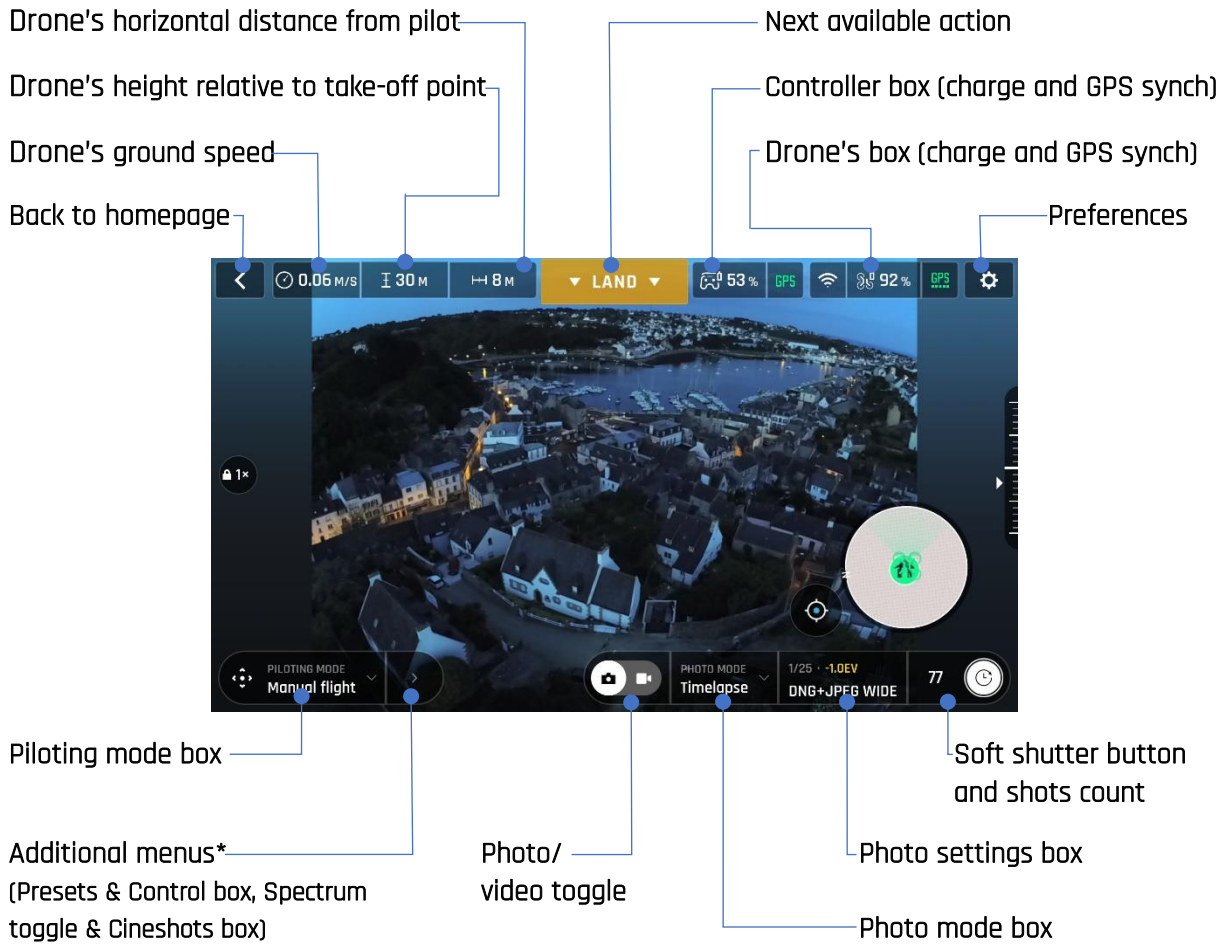 Drone's horizontal distance from pilot
Next available action
Drone's height relative to take-off point
Controller box (charge and GPS synch)
Drone's ground speed
Drone's box (charge and GPS synch)
Back to homepage
Preferences
0.06 M/S
30 M
8 M
LAND
53 %
GPS
92 %
GPS
1×
N
PILOTING MODE
Manual flight
PHOTO MODE
Timelapse
1/25 · -1.0EV
DNG+JPEG WIDE
77
Piloting mode box
Soft shutter button
and shots count
Additional menus*
(Presets & Control box, Spectrum
toggle & Cineshots box)
Photo/
video toggle
Photo settings box
Photo mode box